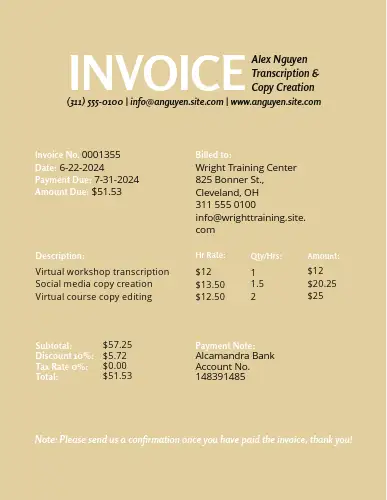 INVOICE
Alex Nguyen
Transcription &
Copy Creation
(311) 555-0100 | info@anguyen.site.com | www.anguyen.site.com
Invoice No. 0001355
Date: 6-22-2024
Payment Due: 7-31-2024
Amount Due: $51.53
Billed to:
Wright Training Center
825 Bonner St.,
Cleveland, OH
311 555 0100
info@wrighttraining.site.
com
Description: Hr Rate: Qty/Hrs: Amount:
Virtual workshop transcription $12 1 $12
Social media copy creation $13.50 1.5 $20.25
Virtual course copy editing $12.50 2 $25
Subtotal: $57.25
Discount 10%: $5.72
Tax Rate 0%: $0.00
Total: $51.53
Payment Note:
Alcamandra Bank
Account No.
148391485
Note: Please send us a confirmation once you have paid the invoice, thank you!